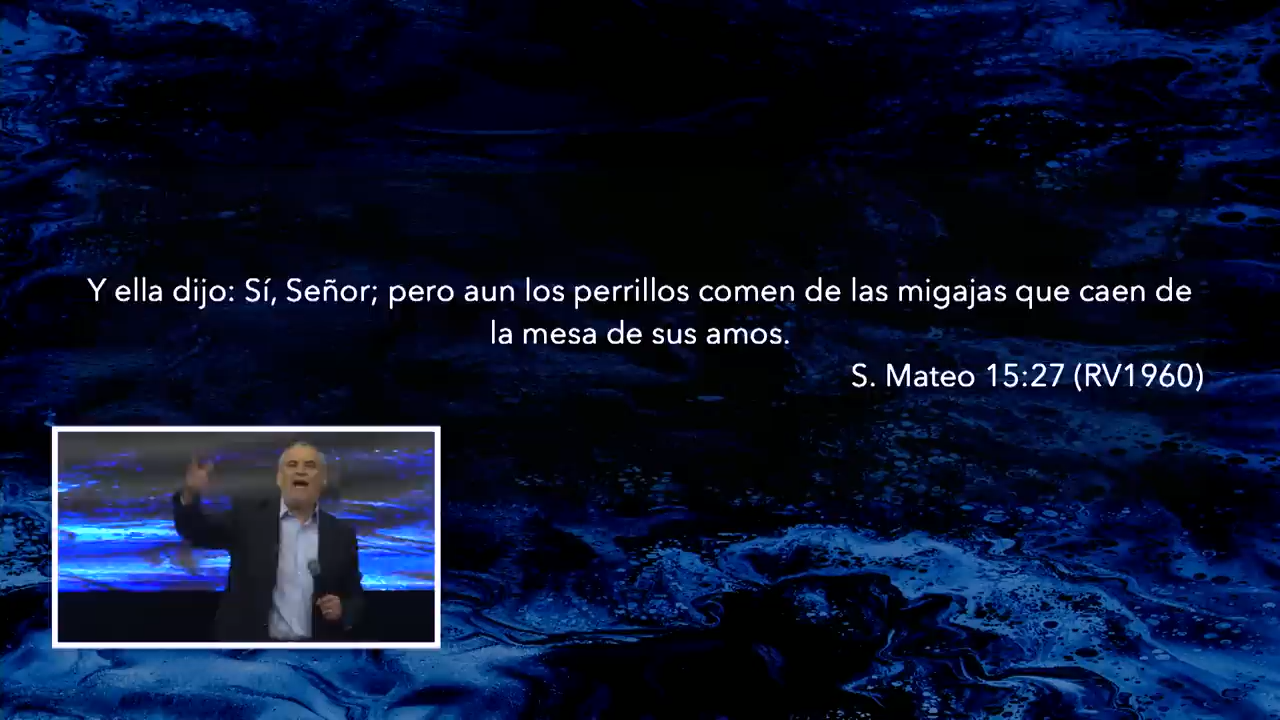 Y ella dijo: Sí, Señor; pero aun los perrillos comen de las migajas que caen de
la mesa de sus amos.
S. Mateo 15:27 (RV1960)